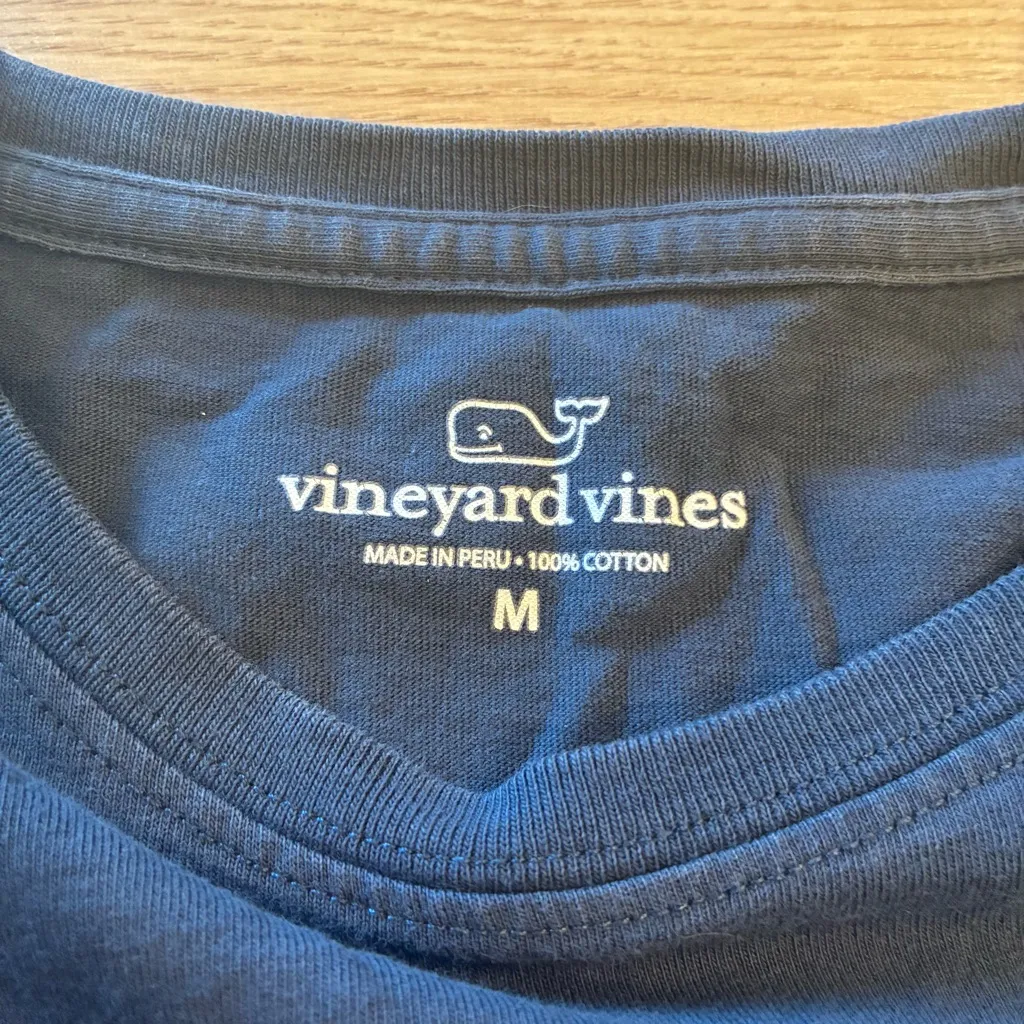 vineyard vines
MADE IN PERU • 100% COTTON
M